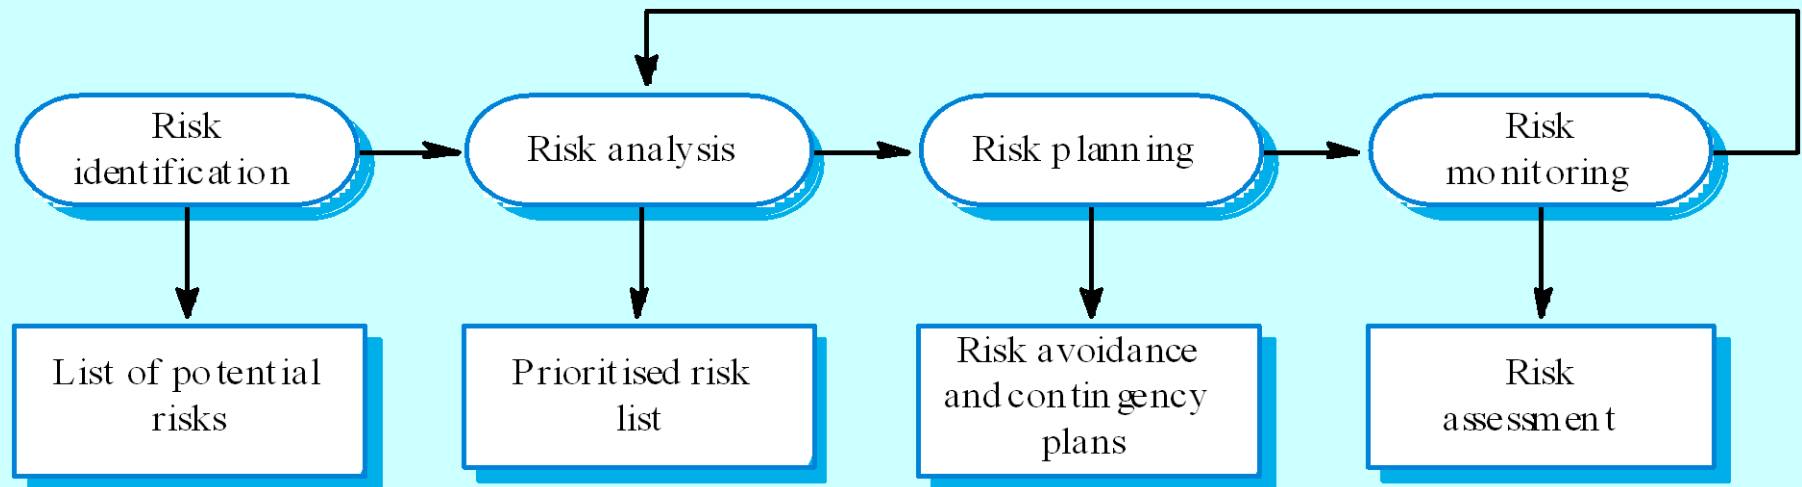 Risk
identification
Risk analysis
Risk planning
Risk
monitoring
List of potential
risks
Prioritised risk
list
Risk avoidance
and contingency
plans
Risk
assessment